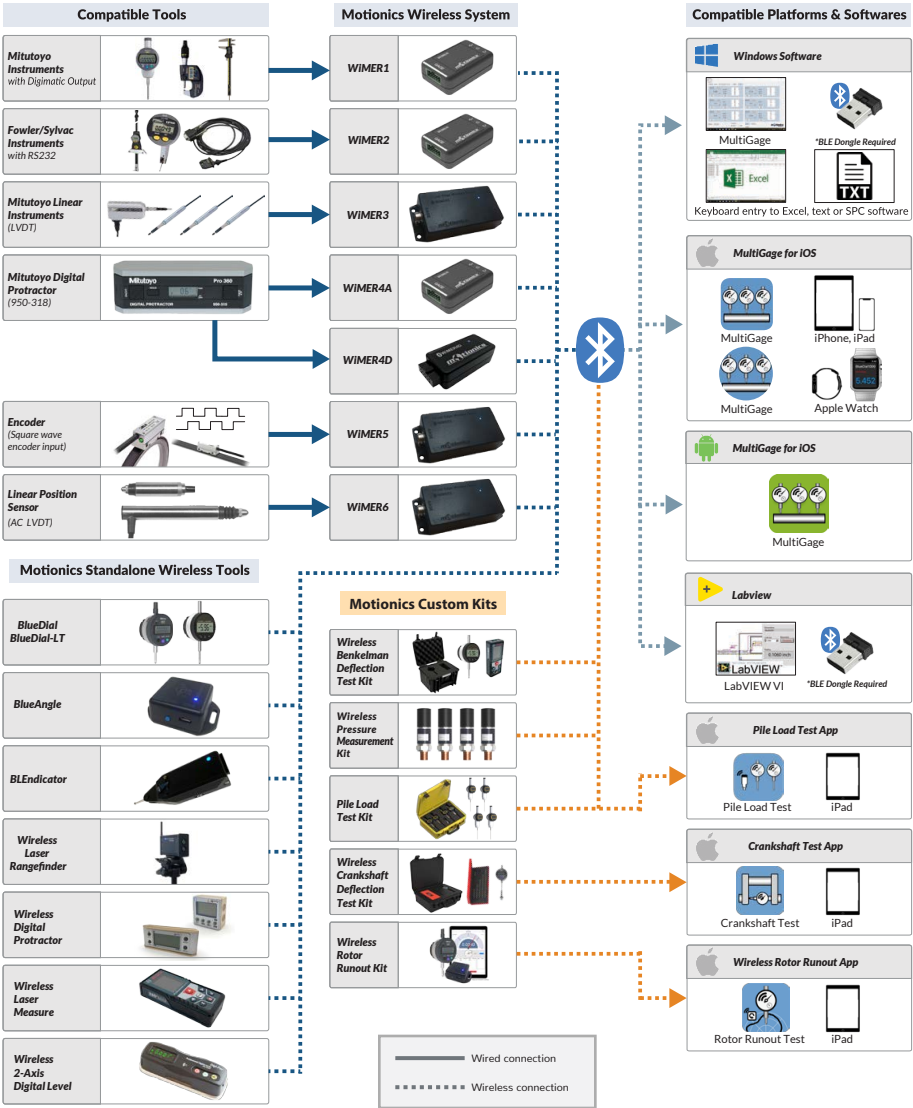 Compatible Tools
Mitutoyo
Instruments
with Digimatic Output
Fowler/Sylvac
Instruments
with RS232
Mitutoyo Linear
Instruments
(LVDT)
Mitutoyo Digital
Protractor
(950-318)
Mitutoyo
Pro 360
DIGITAL PROTRACTOR
950-318
Encoder
(Square wave
encoder input)
Linear Position
Sensor
(AC LVDT)
Motionics Wireless System
WiMER1
WiMER2
WiMER3
WiMER4A
WiMER4D
WiMER5
WiMER6
Motionics Standalone Wireless Tools
BlueDial
BlueDial-LT
BlueAngle
BLEndicator
Wireless
Laser
Rangefinder
Wireless
Digital
Protractor
Wireless
Laser
Measure
Wireless
2-Axis
Digital Level
Motionics Custom Kits
Wireless
Benkelman
Deflection
Test Kit
Wireless
Pressure
Measurement
Kit
Pile Load
Test Kit
Wireless
Crankshaft
Deflection
Test Kit
Wireless
Rotor
Runout Kit
Wired connection
Wireless connection
Compatible Platforms & Softwares
Windows Software
MultiGage
*BLE Dongle Required
Excel
TXT
Keyboard entry to Excel, text or SPC software
MultiGage for iOS
MultiGage
iPhone, iPad
MultiGage
5.452
Apple Watch
MultiGage for iOS
MultiGage
Labview
LabVIEW
LabVIEW VI
*BLE Dongle Required
Pile Load Test App
Pile Load Test
iPad
Crankshaft Test App
Crankshaft Test
iPad
Wireless Rotor Runout App
Rotor Runout Test
iPad